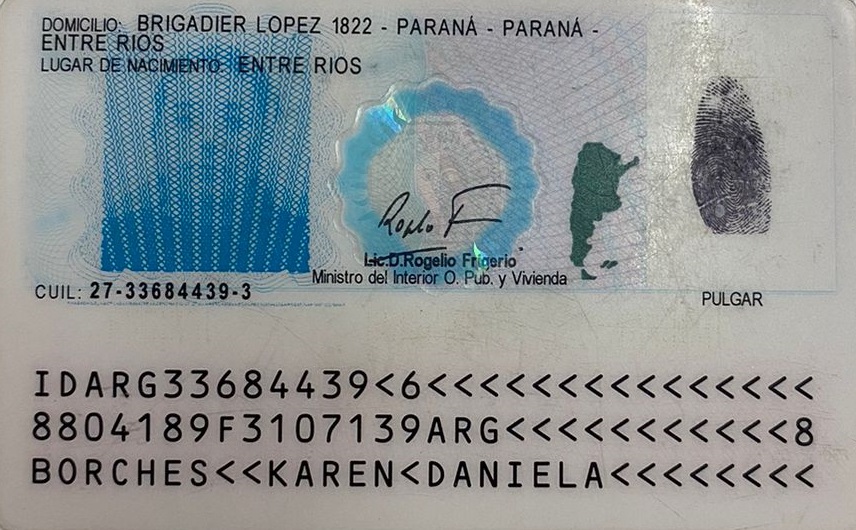 DOMICILIO: BRIGADIER LOPEZ 1822 - PARANÁ - PARANÁ -
ENTRE RIOS
LUGAR DE NACIMIENTO: ENTRE RIOS
Lic.D.Rogelio Frigerio
Ministro del Interior O. Pub. y Vivienda
CUIL: 27-33684439-3
PULGAR
IDARG33684439<6<<<<<<<<<<<<<<<
8804189F3107139ARG<<<<<<<<<<<8
BORCHES<<KAREN<DANIELA<<<<<<<<